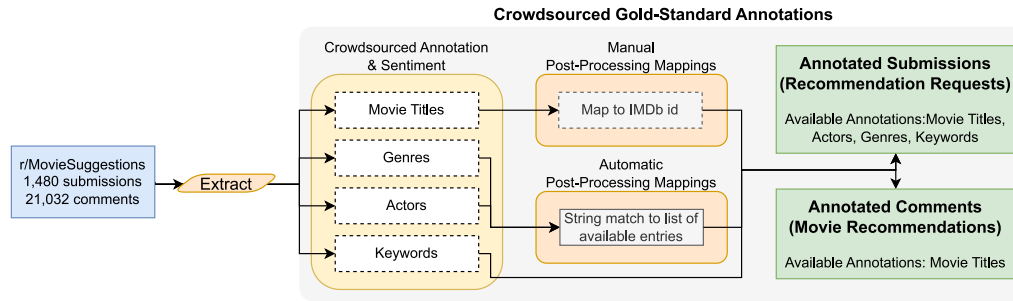 Crowdsourced Gold-Standard Annotations
r/MovieSuggestions
1,480 submissions
21,032 comments
Extract
Crowdsourced Annotation
& Sentiment
Movie Titles
Genres
Actors
Keywords
Manual
Post-Processing Mappings
Map to IMDb id
Automatic
Post-Processing Mappings
String match to list of
available entries
Annotated Submissions
(Recommendation Requests)
Available Annotations:Movie Titles,
Actors, Genres, Keywords
Annotated Comments
(Movie Recommendations)
Available Annotations: Movie Titles